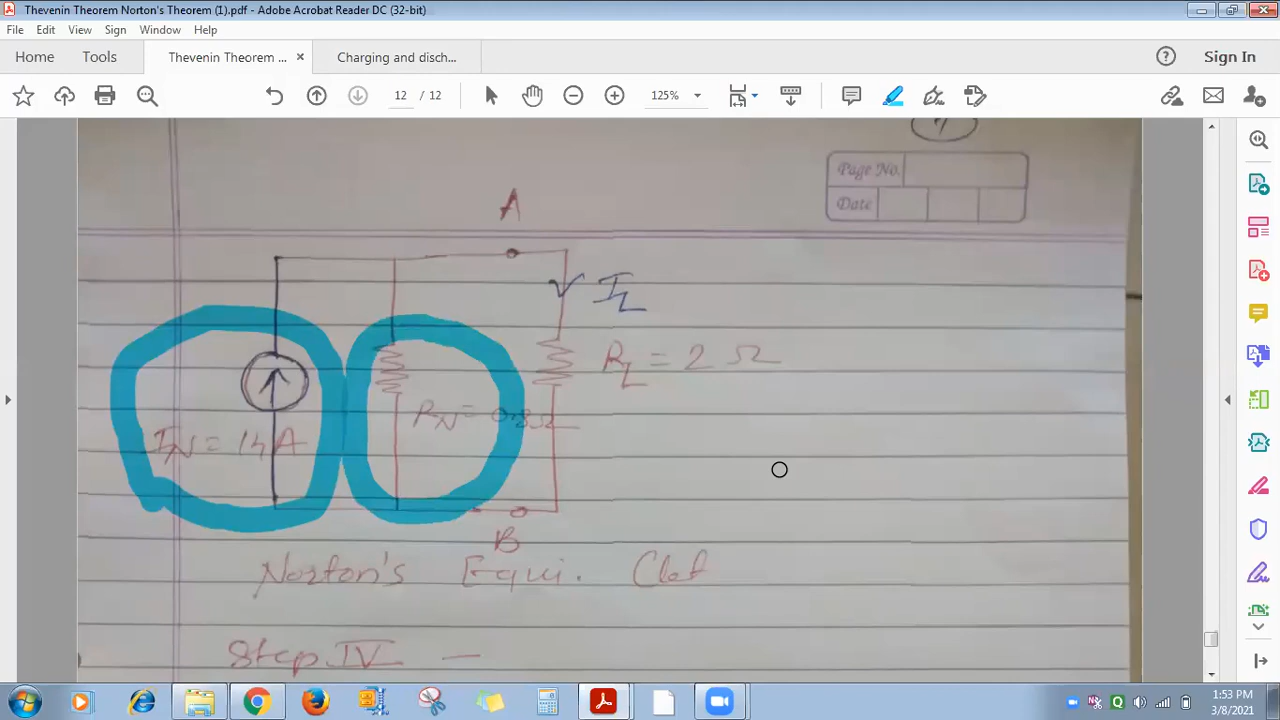 Thevenin Theorem Norton's Theorem (1).pdf - Adobe Acrobat Reader DC (32-bit)
File Edit View Sign Window Help
Home Tools Thevenin Theorem ... × Charging and disch... Sign In
12 / 12 125%
7
Page No.
Date
A
IL
RL = 2 Ω
RN = 0.8Ω
IN = 14 A
B
Norton's Equi. Ckt
Step IV —
1:53 PM
3/8/2021